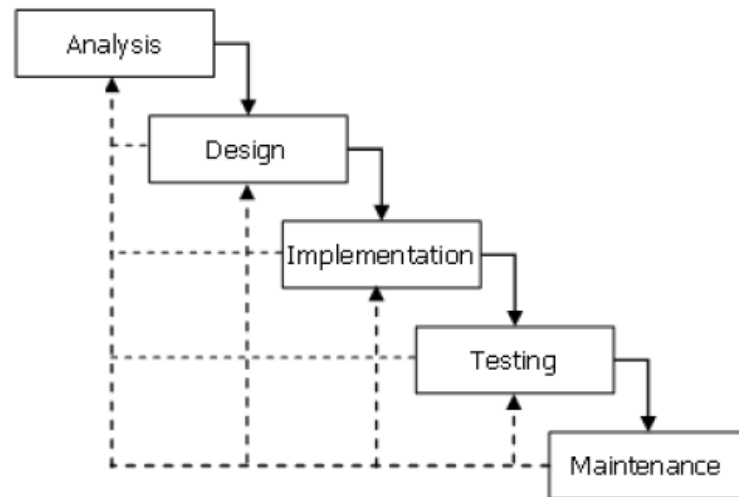 Analysis
Design
Implementation
Testing
Maintenance